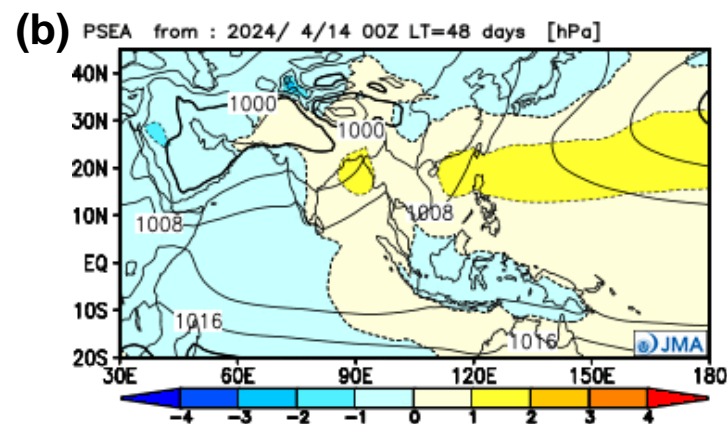 (b) PSEA from : 2024/ 4/14 00Z LT=48 days [hPa]
40N
30N
20N
10N
EQ
10S
20S
1000
1000
1008
1008
1016
1016
JMA
30E 60E 90E 120E 150E 180
-4 -3 -2 -1 0 1 2 3 4